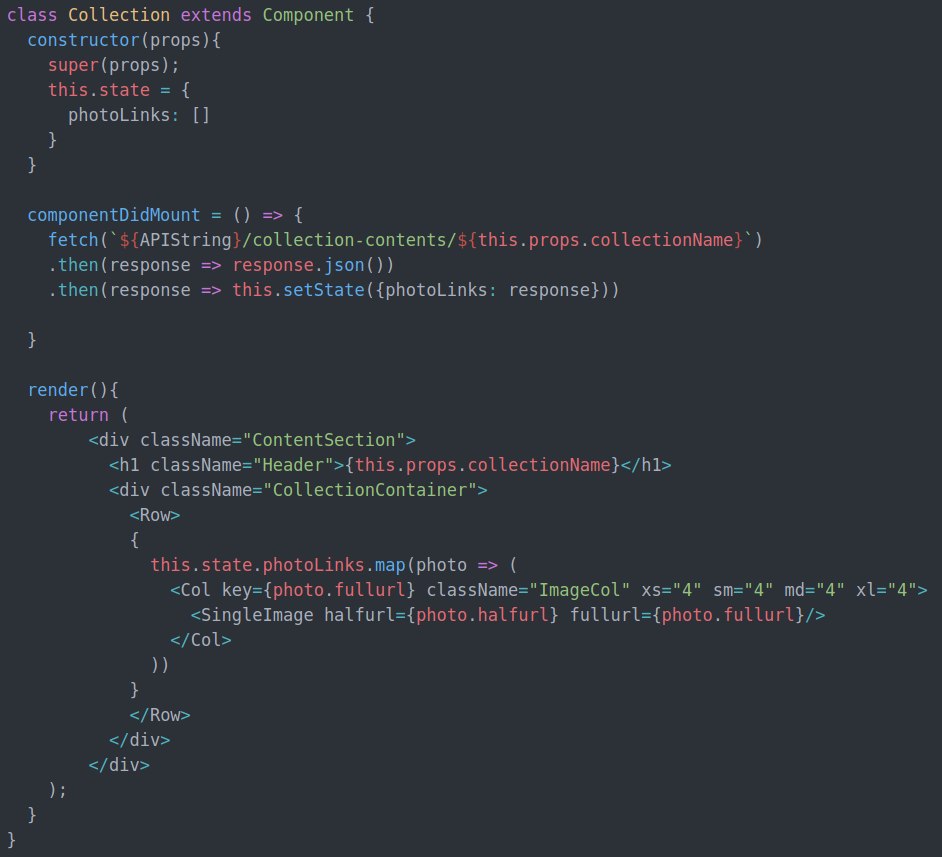 class Collection extends Component {
  constructor(props){
    super(props);
    this.state = {
      photoLinks: []
    }
  }

  componentDidMount = () => {
    fetch(`${APIString}/collection-contents/${this.props.collectionName}`)
    .then(response => response.json())
    .then(response => this.setState({photoLinks: response}))

  }

  render(){
    return (
        <div className="ContentSection">
          <h1 className="Header">{this.props.collectionName}</h1>
          <div className="CollectionContainer">
            <Row>
            {
              this.state.photoLinks.map(photo => (
                <Col key={photo.fullurl} className="ImageCol" xs="4" sm="4" md="4" xl="4">
                  <SingleImage halfurl={photo.halfurl} fullurl={photo.fullurl}/>
                </Col>
              ))
            }
            </Row>
          </div>
        </div>
    );
  }
}